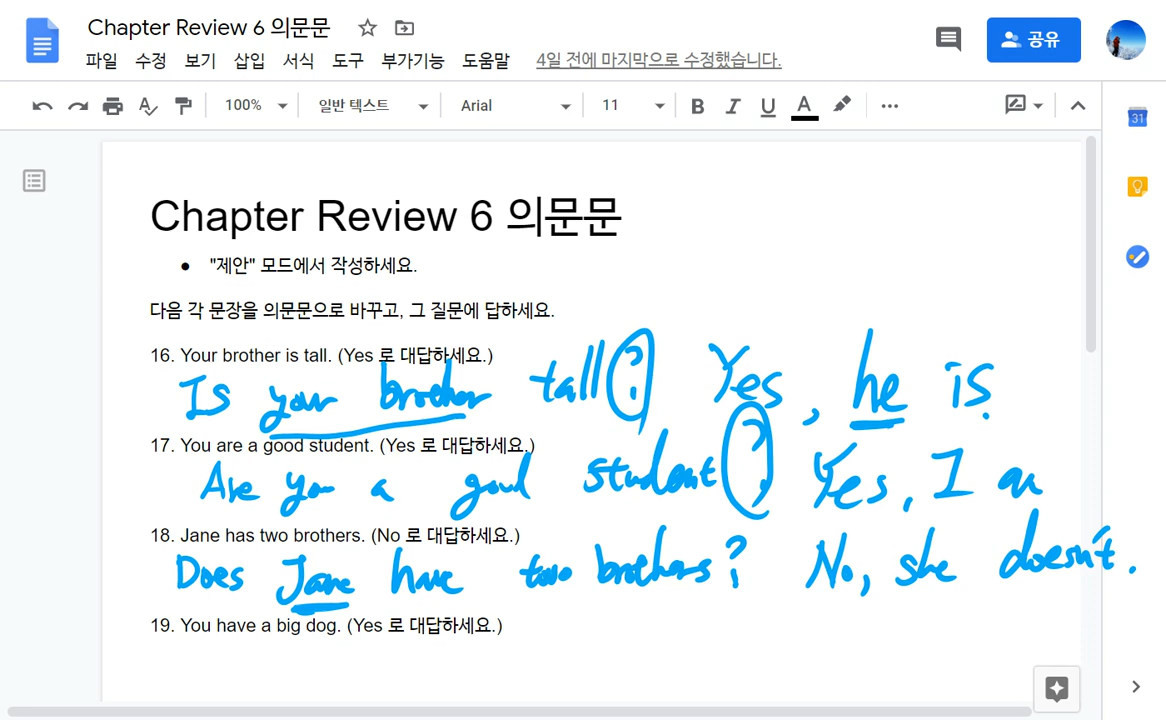 Chapter Review 6 의문문
파일 수정 보기 삽입 서식 도구 부가기능 도움말 4일 전에 마지막으로 수정했습니다.
공유
100% 일반 텍스트 Arial 11 B I U A
31
Chapter Review 6 의문문
● "제안" 모드에서 작성하세요.
다음 각 문장을 의문문으로 바꾸고, 그 질문에 답하세요.
16. Your brother is tall. (Yes 로 대답하세요.)
Is your brother tall? Yes, he is.
17. You are a good student. (Yes 로 대답하세요.)
Are you a good student? Yes, I am
18. Jane has two brothers. (No 로 대답하세요.)
Does Jane have two brothers? No, she doesn't.
19. You have a big dog. (Yes 로 대답하세요.)